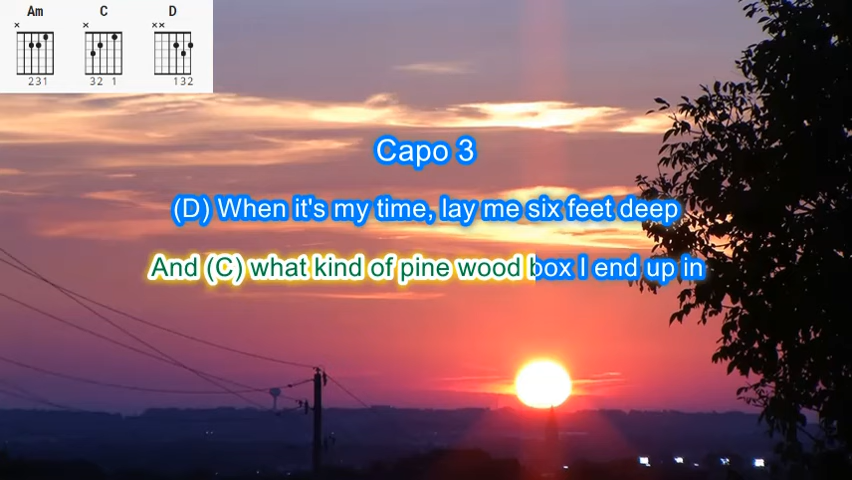 Am C D
x x xx
231 32 1 132
Capo 3
(D) When it's my time, lay me six feet deep
And (C) what kind of pine wood box I end up in